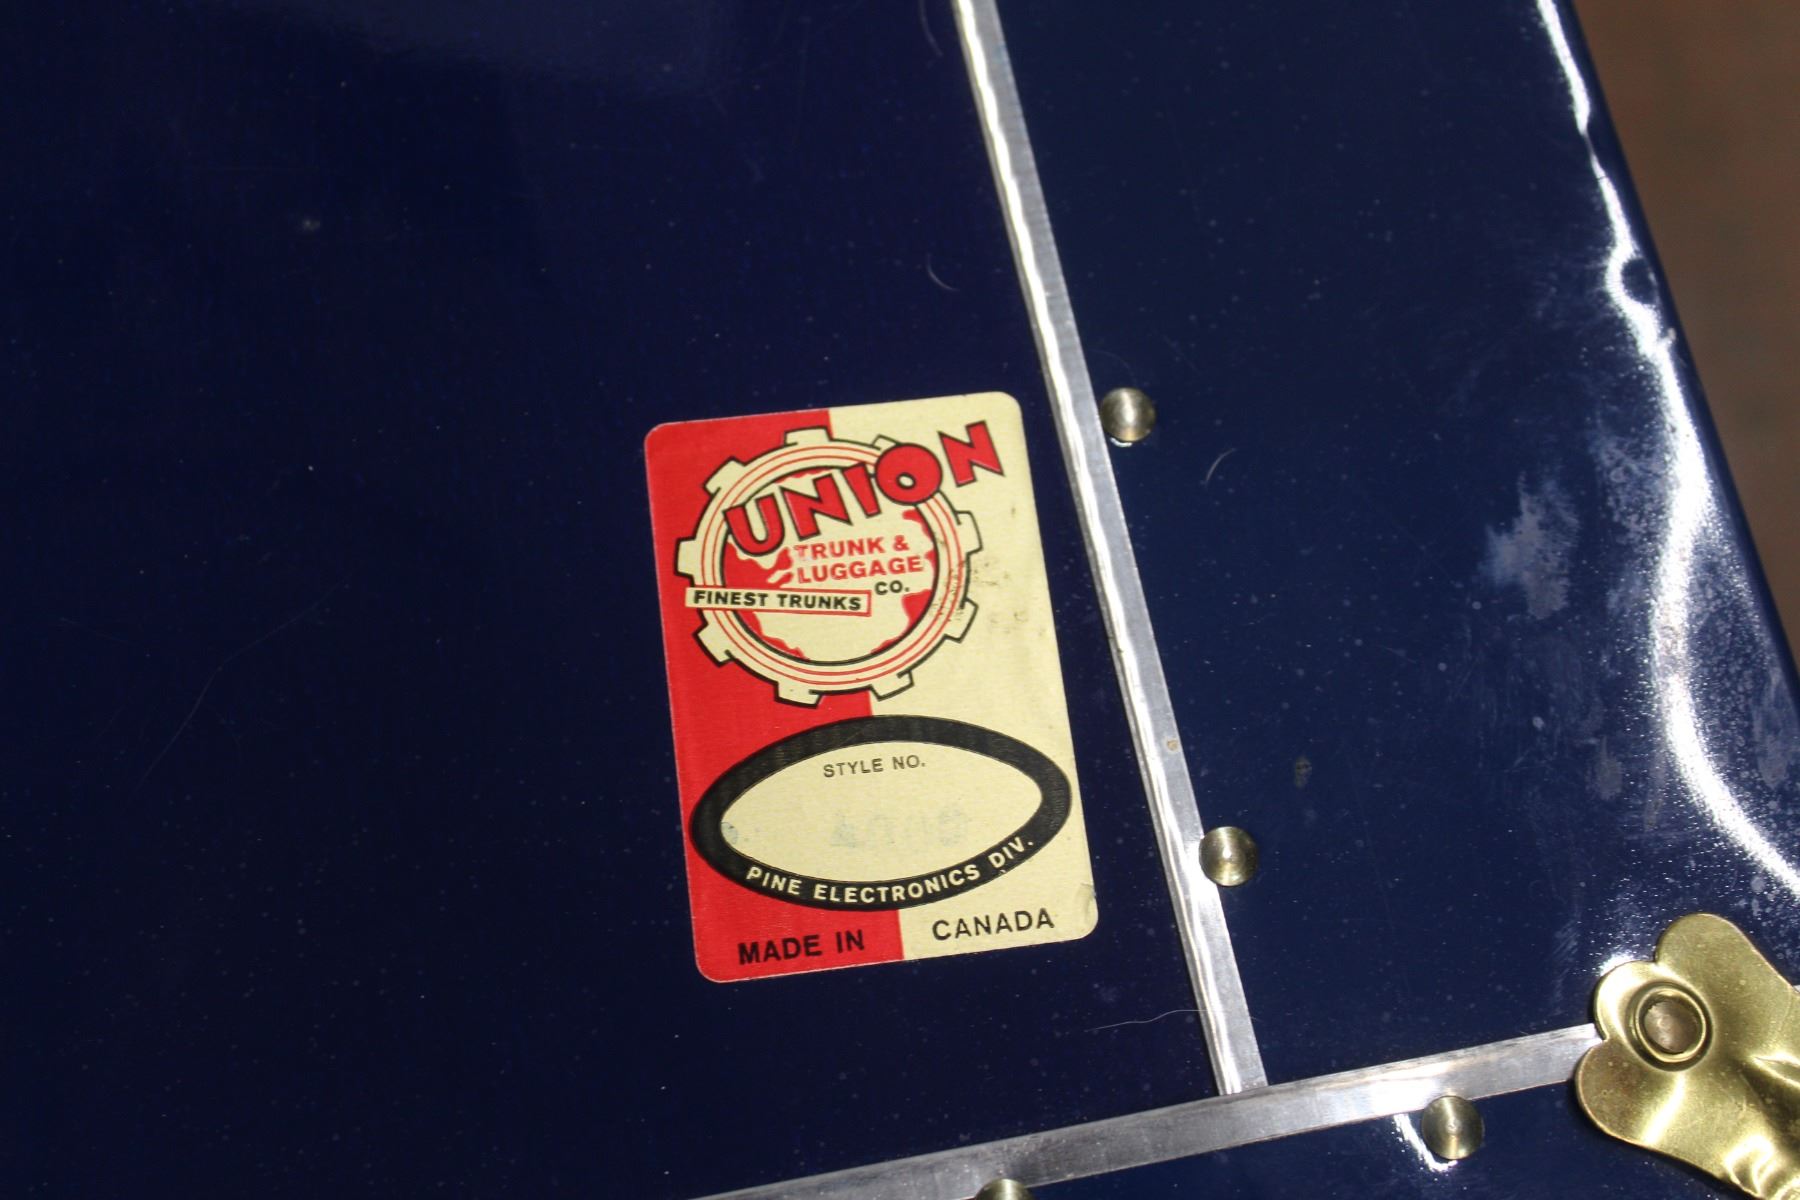 UNION
TRUNK &
LUGGAGE
CO.
FINEST TRUNKS
STYLE NO.
PINE ELECTRONICS DIV.
MADE IN CANADA